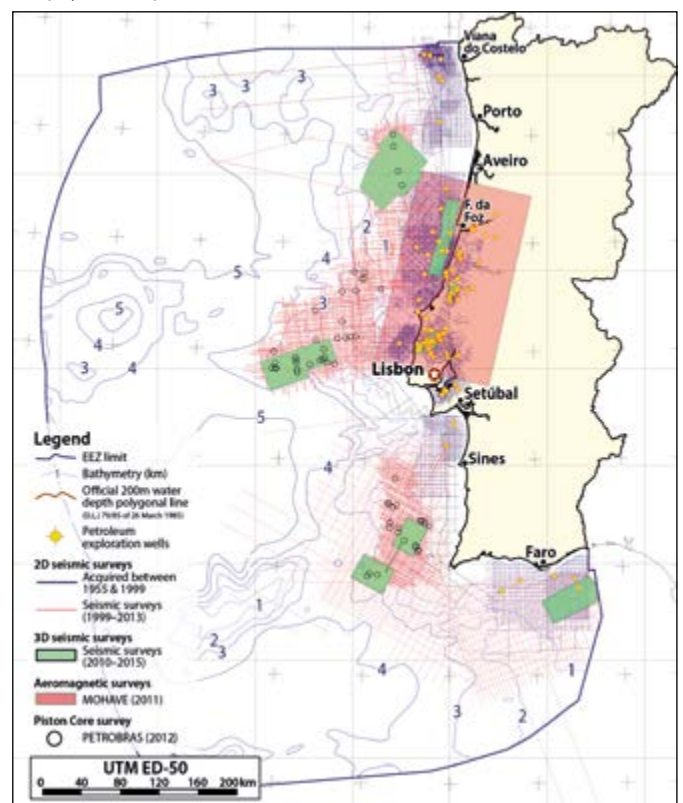 Viana
do Costelo
3 3 3
Porto
Aveiro
F. da
Foz
2
1
4
5
3
5
4
3 4
Lisbon
Setúbal
5
Sines
4
Faro
1
2
3
4
1
3
2
Legend
EEZ limit
1 Bathymetry (km)
Official 200m water
depth polygonal line
(D.L.) 79/85 of 26 March 1985)
Petroleum
exploration wells
2D seismic surveys
Acquired between
1955 & 1999
Seismic surveys
(1999–2013)
3D seismic surveys
Seismic surveys
(2010–2015)
Aeromagnetic surveys
MOHAVE (2011)
Piston Core survey
PETROBRAS (2012)
UTM ED-50
0 40 80 120 160 200km